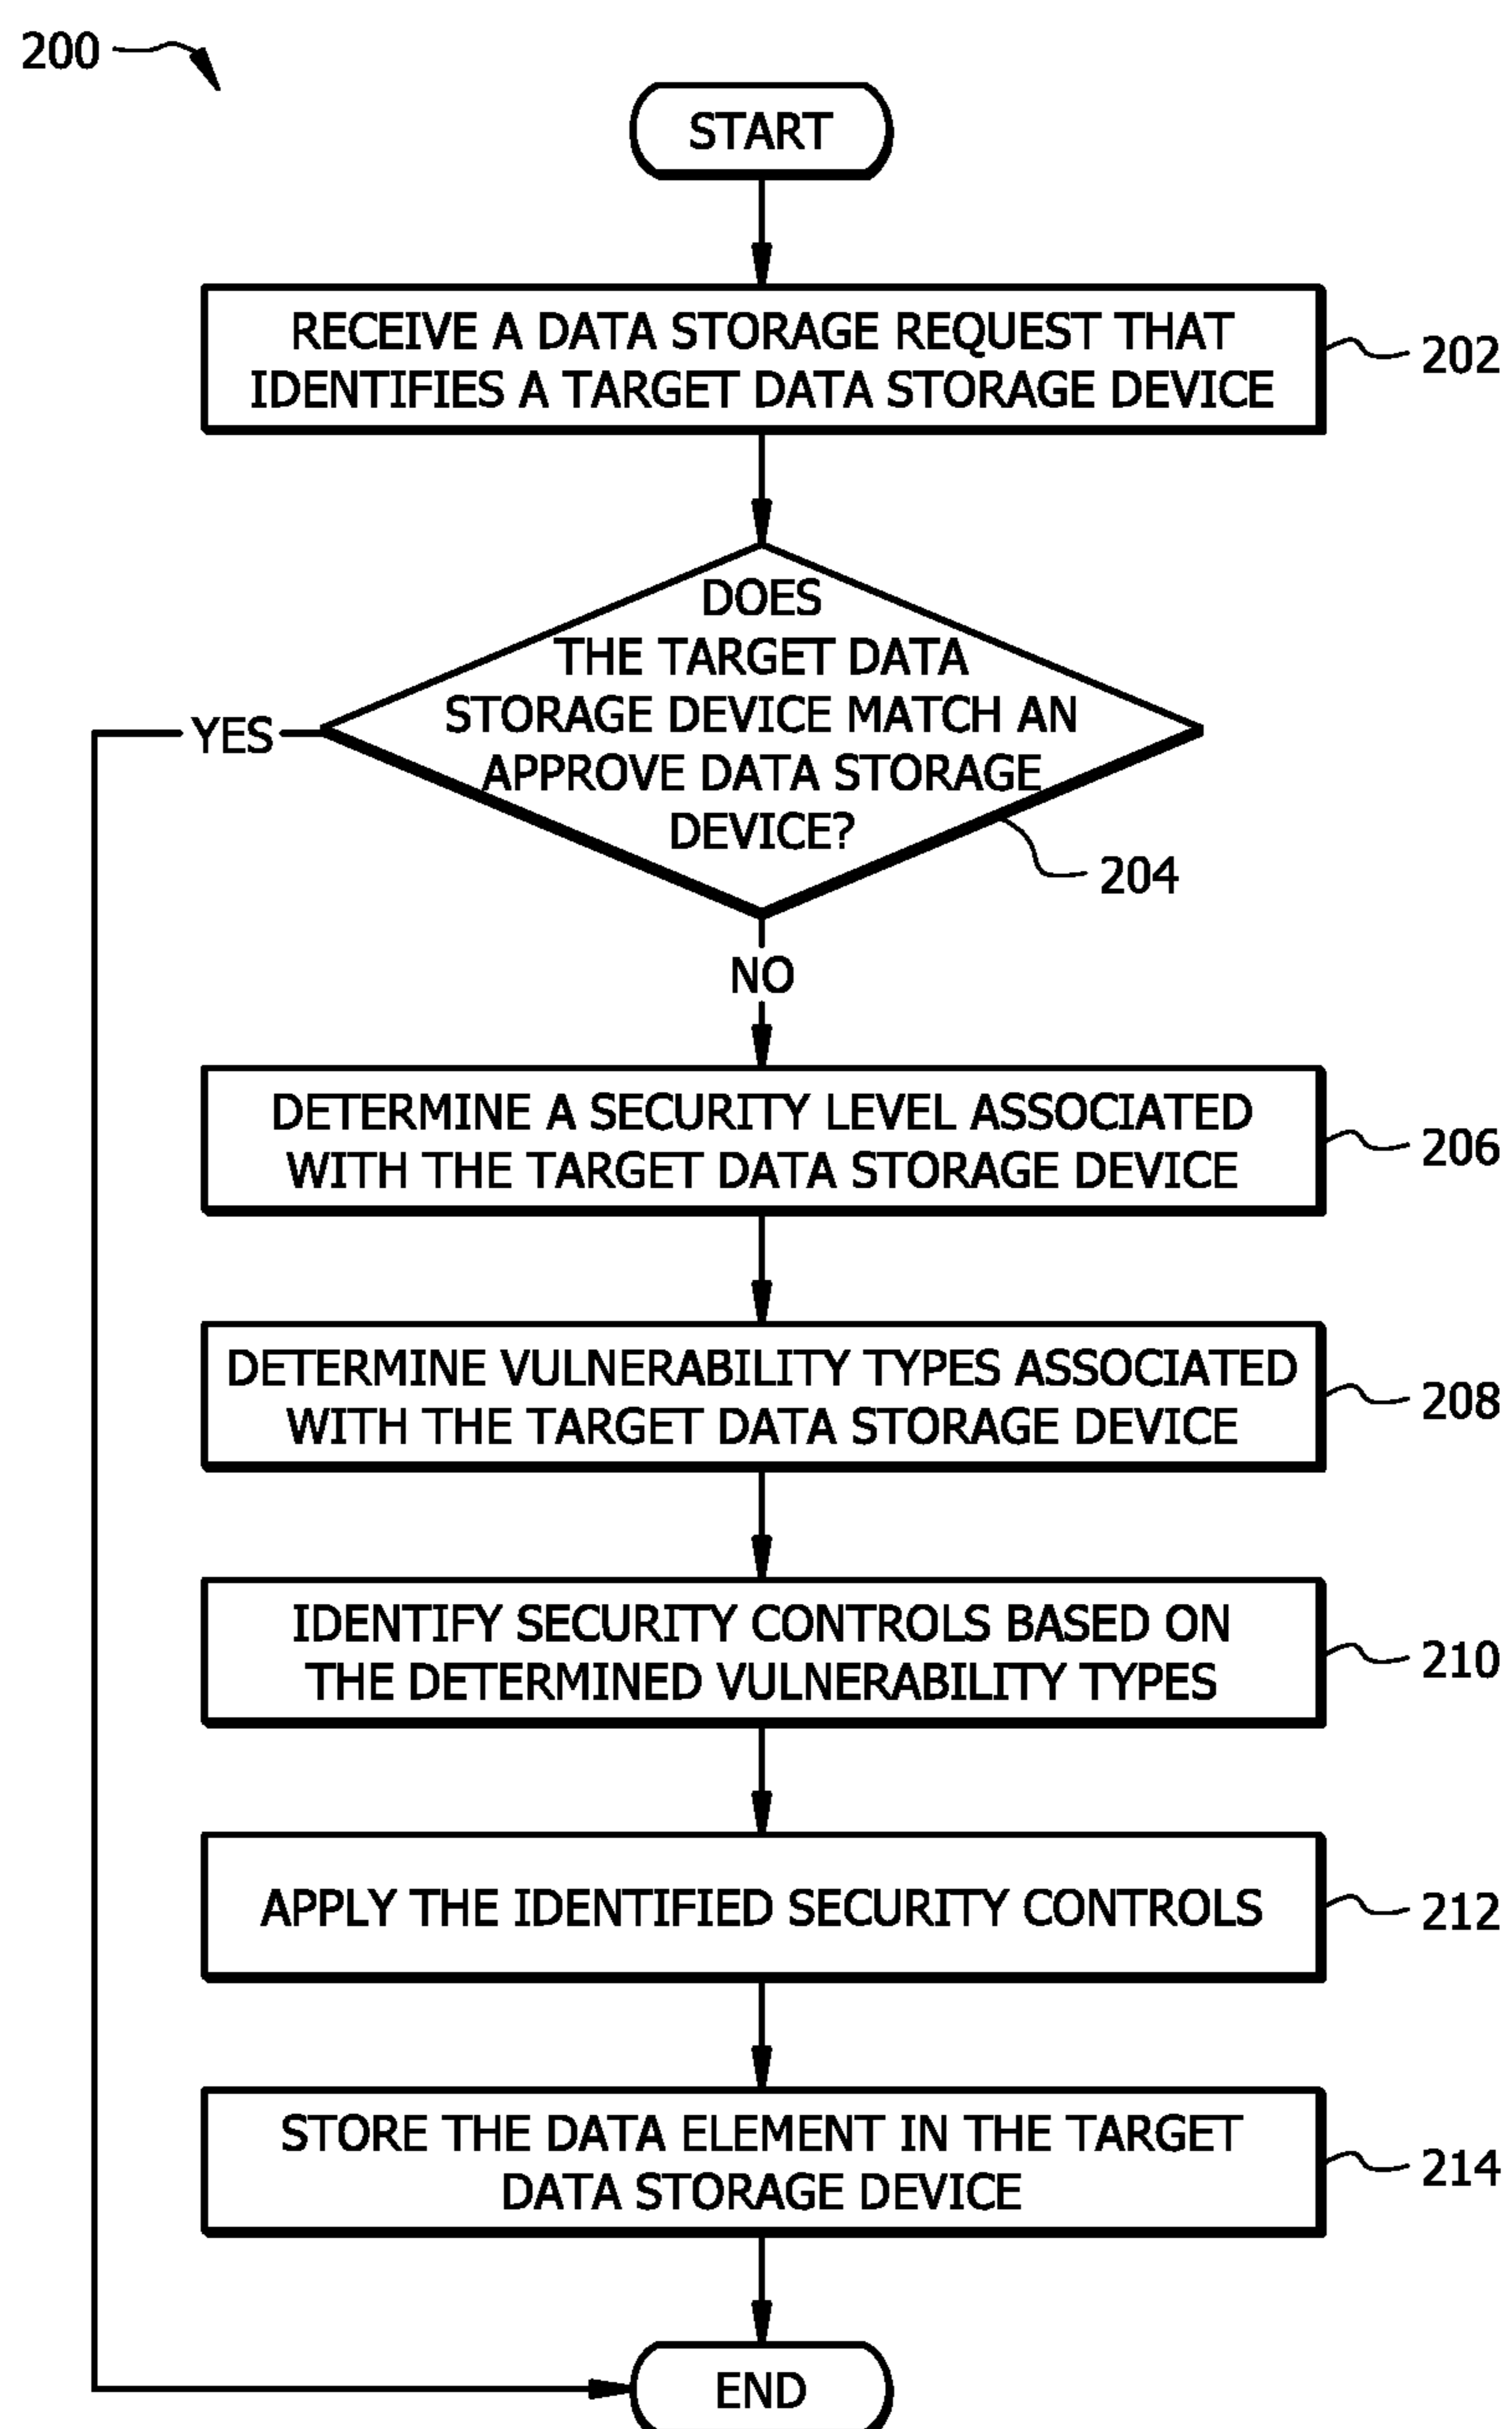 200
START
RECEIVE A DATA STORAGE REQUEST THAT
IDENTIFIES A TARGET DATA STORAGE DEVICE
202
DOES
THE TARGET DATA
STORAGE DEVICE MATCH AN
APPROVE DATA STORAGE
DEVICE?
YES
204
NO
DETERMINE A SECURITY LEVEL ASSOCIATED
WITH THE TARGET DATA STORAGE DEVICE
206
DETERMINE VULNERABILITY TYPES ASSOCIATED
WITH THE TARGET DATA STORAGE DEVICE
208
IDENTIFY SECURITY CONTROLS BASED ON
THE DETERMINED VULNERABILITY TYPES
210
APPLY THE IDENTIFIED SECURITY CONTROLS
212
STORE THE DATA ELEMENT IN THE TARGET
DATA STORAGE DEVICE
214
END